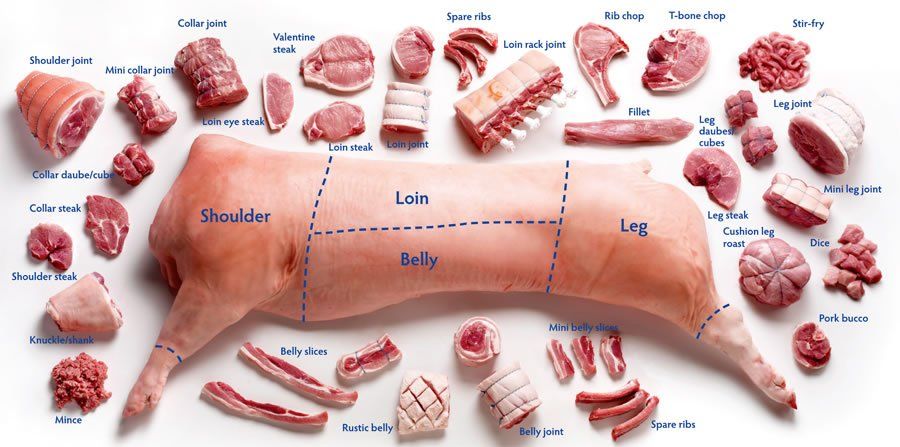 Collar joint
Valentine
steak
Spare ribs
Rib chop
T-bone chop
Stir-fry
Shoulder joint
Mini collar joint
Loin rack joint
Leg joint
Loin eye steak
Loin steak
Loin joint
Fillet
Leg
daubes/
cubes
Collar daube/cube
Collar steak
Shoulder
Loin
Leg
Belly
Leg steak
Mini leg joint
Cushion leg
roast
Dice
Shoulder steak
Knuckle/shank
Mince
Belly slices
Rustic belly
Belly joint
Mini belly slices
Spare ribs
Pork bucco